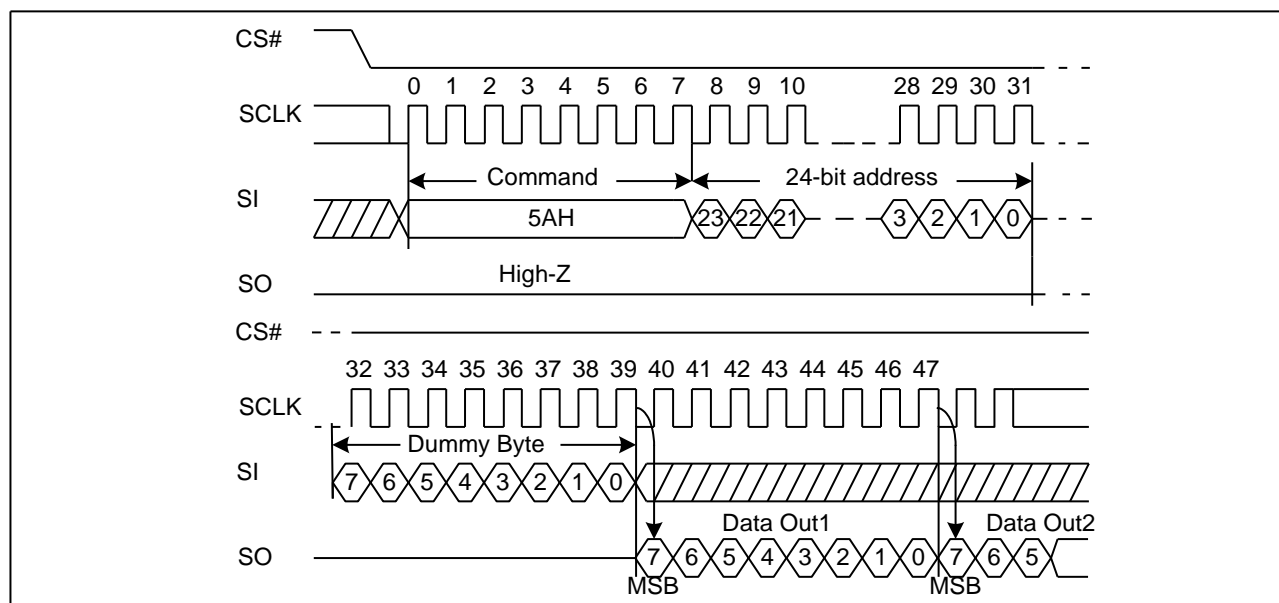 CS#
0 1 2 3 4 5 6 7 8 9 10 28 29 30 31
SCLK
Command 24-bit address
SI
5AH 23 22 21 3 2 1 0
High-Z
SO
CS#
32 33 34 35 36 37 38 39 40 41 42 43 44 45 46 47
SCLK
Dummy Byte
SI
7 6 5 4 3 2 1 0
Data Out1 Data Out2
SO
7 6 5 4 3 2 1 0 7 6 5
MSB MSB